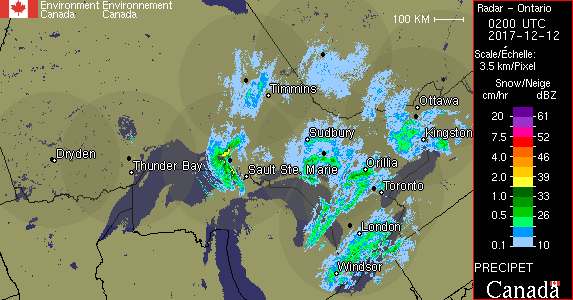 Environment Environnement
Canada Canada
100 KM
Timmins
Ottawa
Sudbury
Kingston
Dryden
Thunder Bay
Sault Ste. Marie
Orillia
Toronto
London
Windsor
Radar - Ontario
0200 UTC
2017-12-12
Scale/Échelle:
3.5 km/Pixel
Snow/Neige
cm/hr dBZ
20 61
7.5 52
4.0 46
2.0 39
1.0 33
0.5 26
0.1 10
PRECIPET
Canada